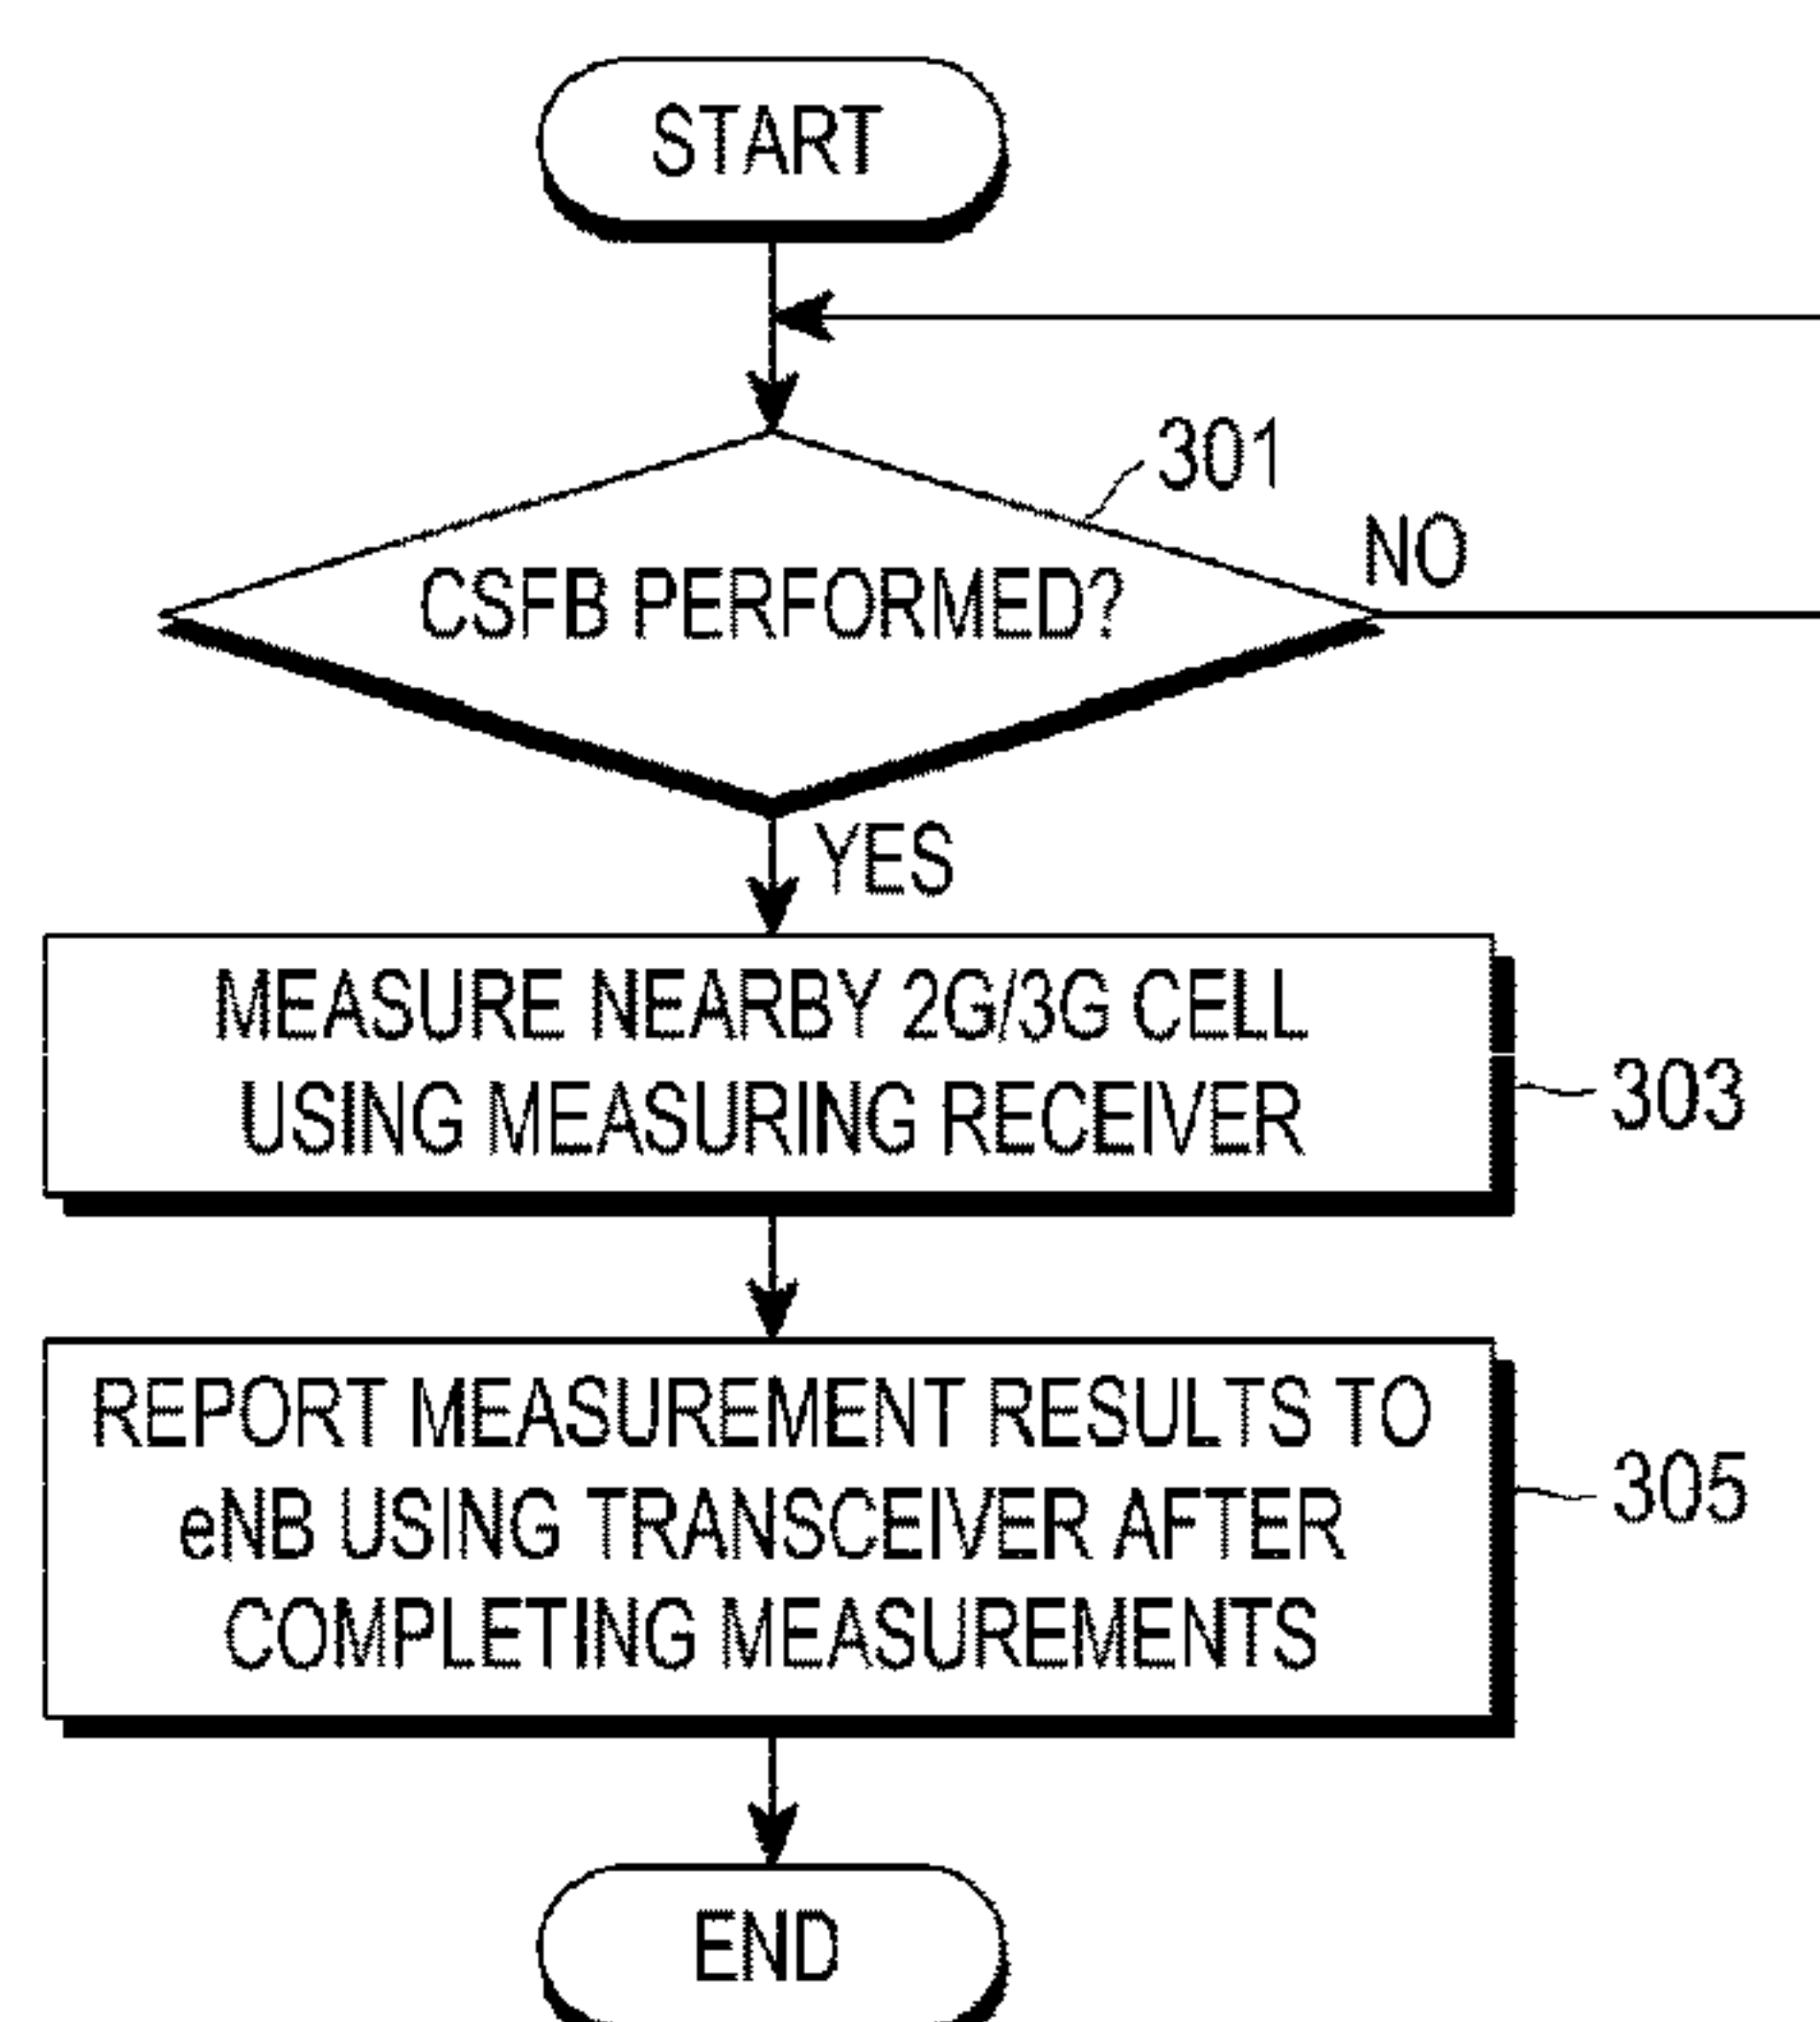 START
301
NO
CSFB PERFORMED?
YES
MEASURE NEARBY 2G/3G CELL
USING MEASURING RECEIVER
303
REPORT MEASUREMENT RESULTS TO
eNB USING TRANSCEIVER AFTER
COMPLETING MEASUREMENTS
305
END